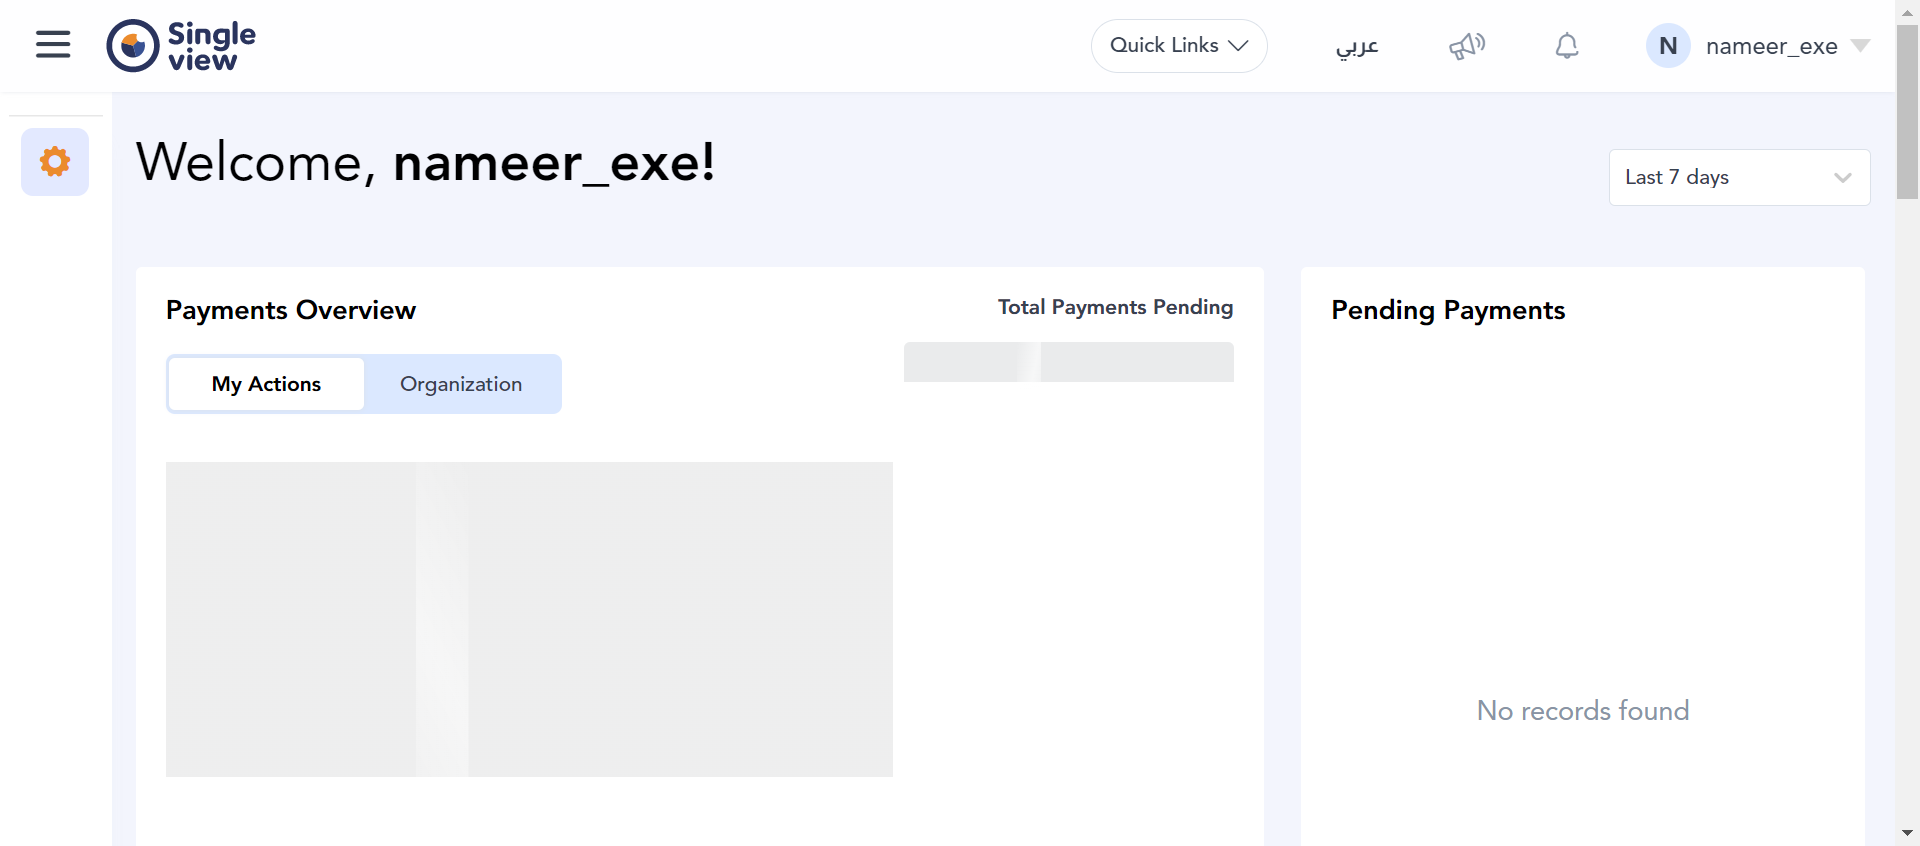 Single
view
Quick Links
عربي
N
nameer_exe
Welcome, nameer_exe!
Last 7 days
Payments Overview
Total Payments Pending
My Actions
Organization
Pending Payments
No records found